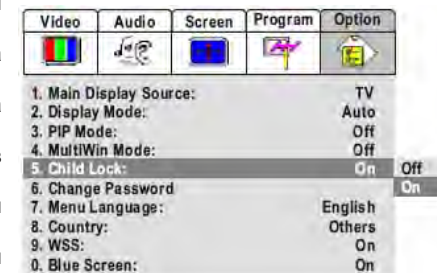 Video Audio Screen Program Option
1. Main Display Source: TV
2. Display Mode: Auto
3. PIP Mode: Off
4. MultiWin Mode: Off
5. Child Lock: On Off
On
6. Change Password
7. Menu Language: English
8. Country: Others
9. WSS: On
0. Blue Screen: On